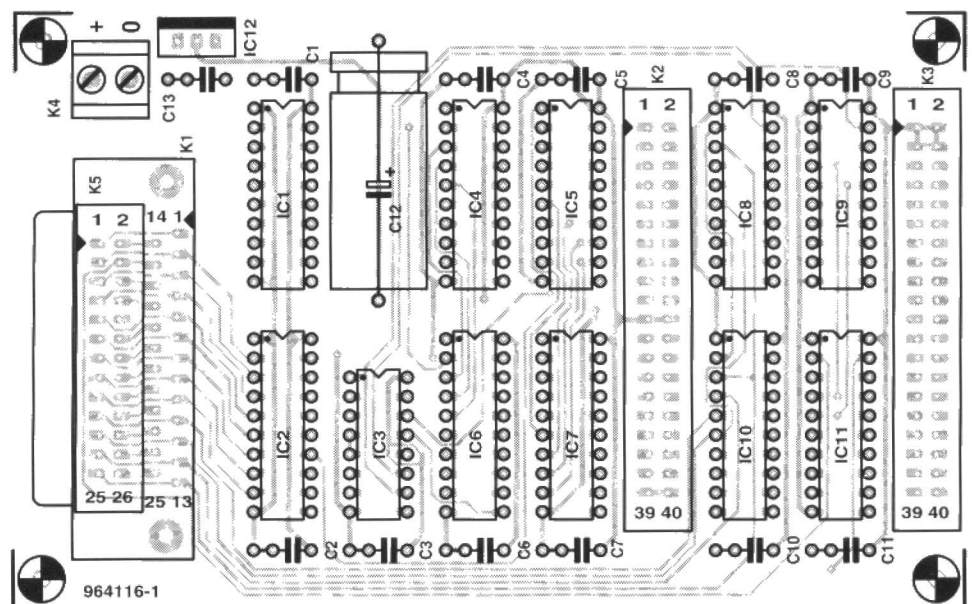 + 0
K4
C13
IC12
C1
C12
+
C4
C5
K2
C8
C9
K3
1 2
1 2
K1
K5
1 2
14 1
IC1
IC4
IC5
IC8
IC9
IC2
IC3
IC6
IC7
IC10
IC11
25 26
25 13
39 40
39 40
C2
C3
C6
C7
C10
C11
964116-1